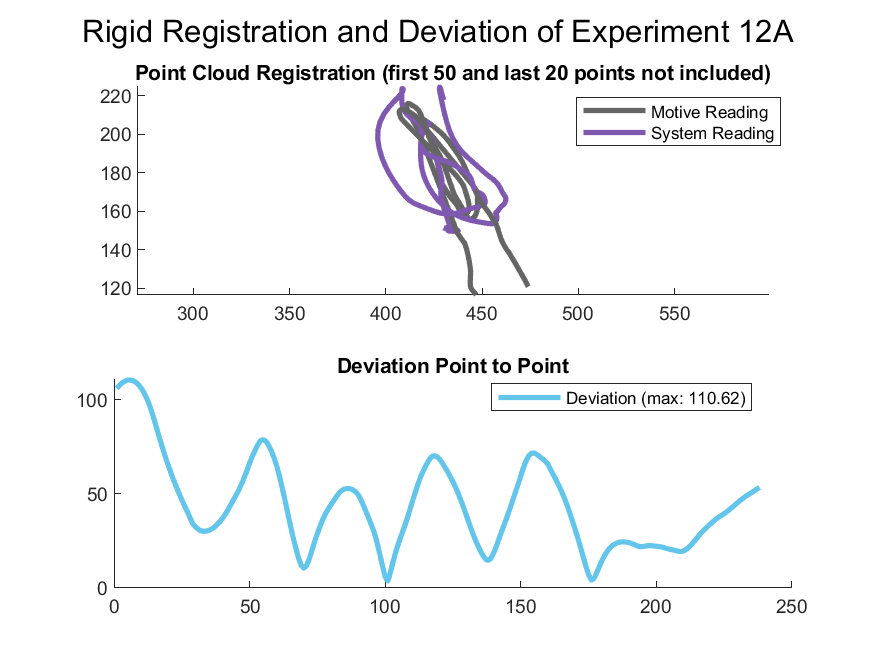 Rigid Registration and Deviation of Experiment 12A
Point Cloud Registration (first 50 and last 20 points not included)
220
200
180
160
140
120
300 350 400 450 500 550
Motive Reading
System Reading
Deviation Point to Point
100
50
0
0 50 100 150 200 250
Deviation (max: 110.62)